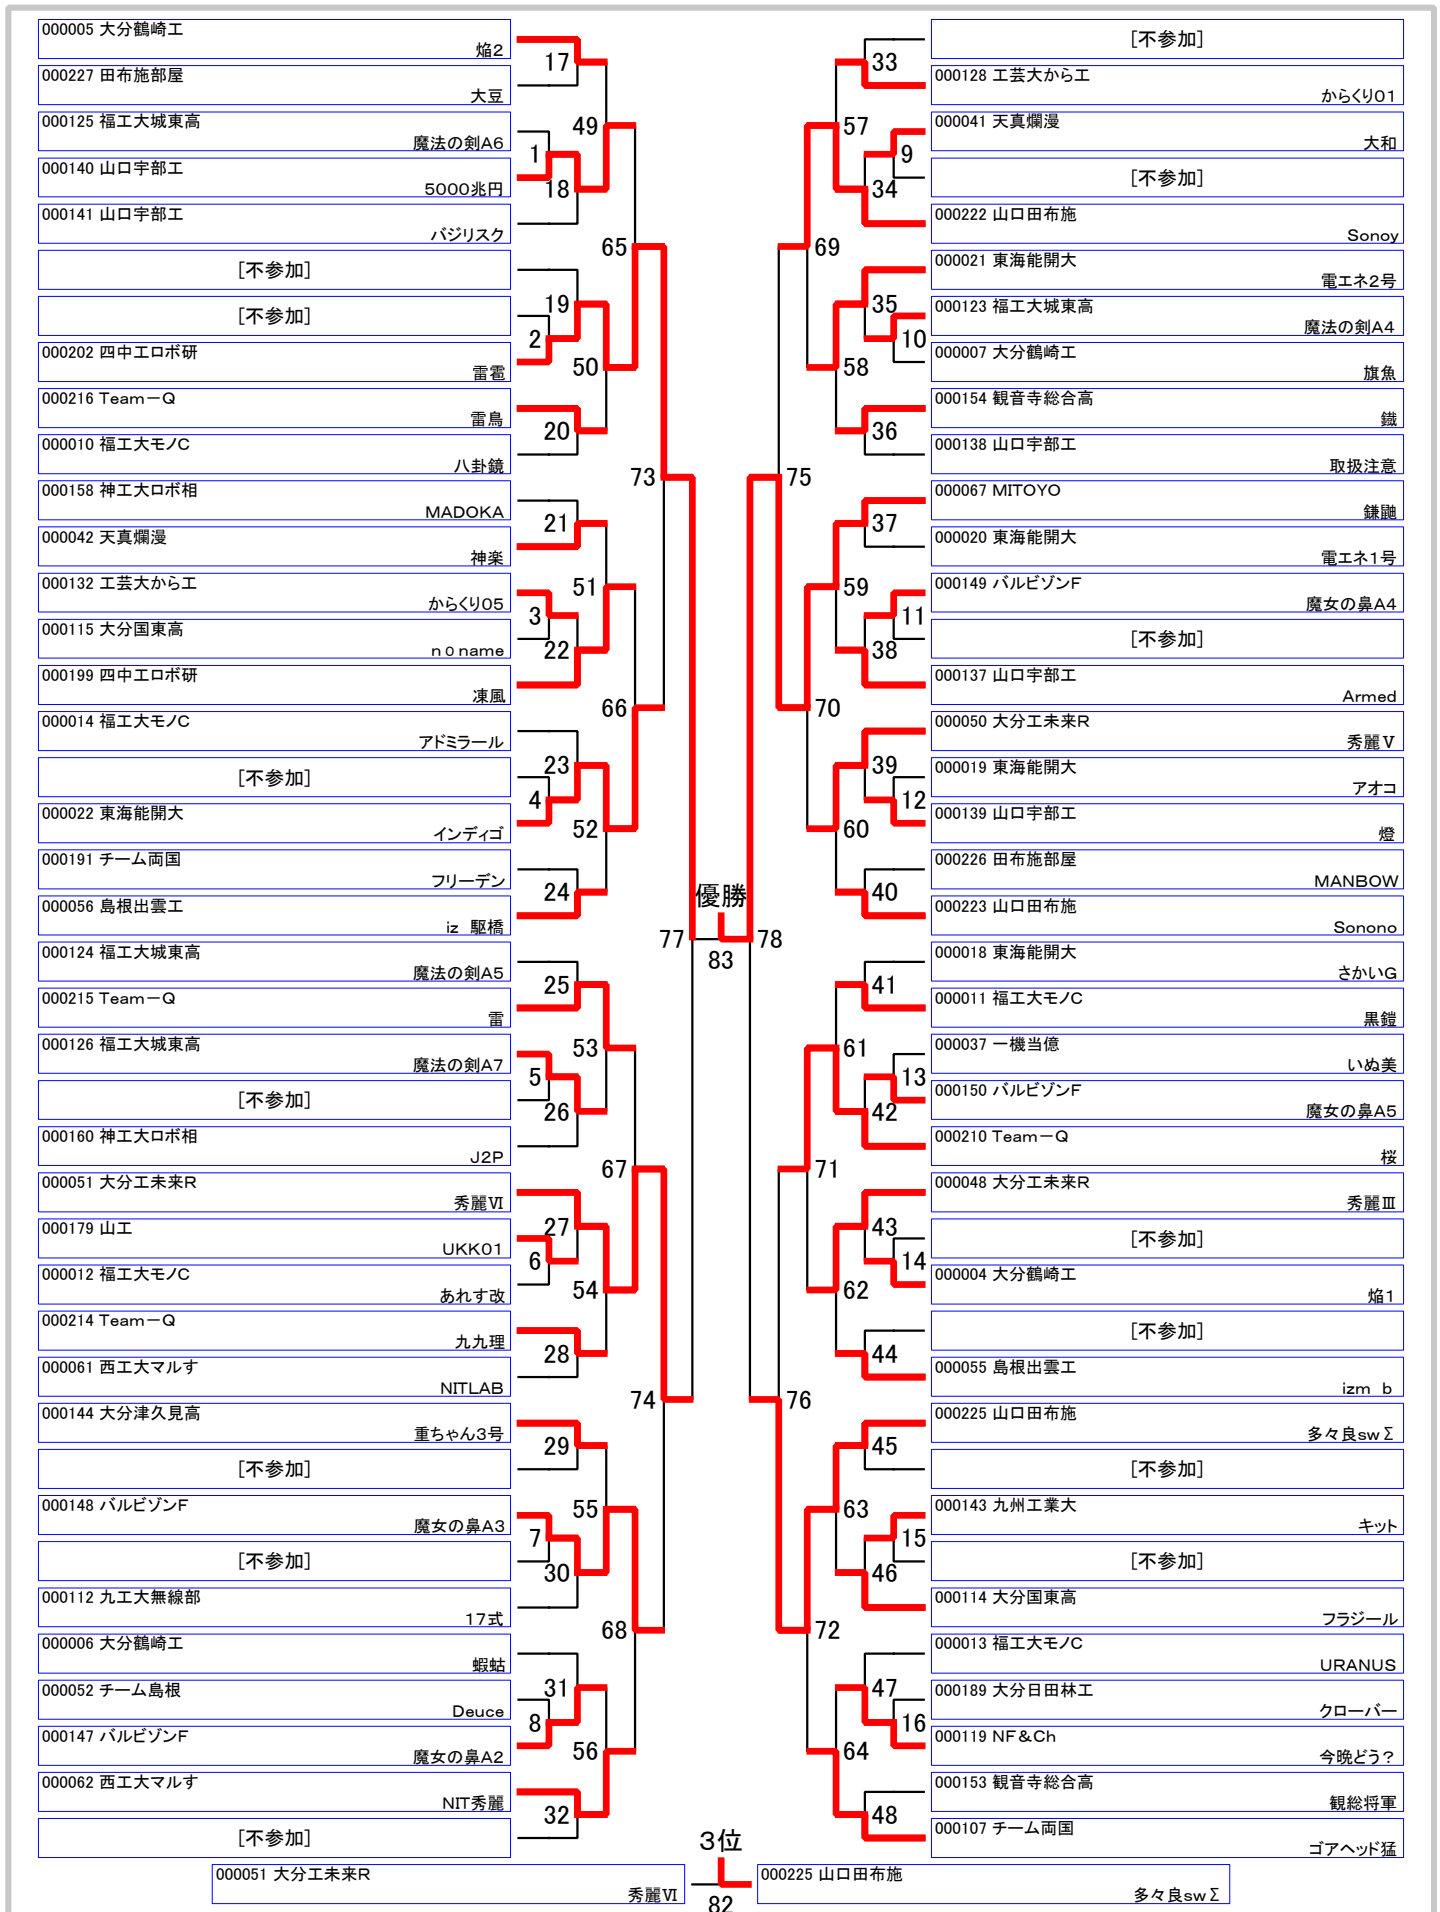 000005 大分鶴崎工
焔2
17
000227 田布施部屋
大豆
49
000125 福工大城東高
魔法の剣A6
1
000140 山口宇部工
5000兆円
18
000141 山口宇部工
バジリスク
65
[不参加]
19
[不参加]
2
000202 四中工ロボ研
雷雹
50
000216 Team－Q
雷鳥
20
000010 福工大モノC
八卦鏡
73
000158 神工大ロボ相
MADOKA
21
000042 天真爛漫
神楽
51
000132 工芸大から工
からくり05
3
000115 大分国東高
n０name
22
000199 四中工ロボ研
凍風
66
000014 福工大モノC
アドミラール
23
[不参加]
4
000022 東海能開大
インディゴ
52
000191 チーム両国
フリーデン
24
000056 島根出雲工
iz 駆橋
77
000124 福工大城東高
魔法の剣A5
25
000215 Team－Q
雷
53
000126 福工大城東高
魔法の剣A7
5
[不参加]
26
000160 神工大ロボ相
J2P
67
000051 大分工未来R
秀麗Ⅵ
27
000179 山工
UKK01
6
000012 福工大モノC
あれす改
54
000214 Team－Q
九九理
28
000061 西工大マルす
NITLAB
74
000144 大分津久見高
重ちゃん3号
29
[不参加]
55
000148 バルビゾンF
魔女の鼻A3
7
[不参加]
30
000112 九工大無線部
17式
68
000006 大分鶴崎工
蝦蛄
31
000052 チーム島根
Deuce
8
000147 バルビゾンF
魔女の鼻A2
56
000062 西工大マルす
NIT秀麗
32
[不参加]
優勝
83
[不参加]
33
000128 工芸大から工
からくり01
57
000041 天真爛漫
大和
9
[不参加]
34
000222 山口田布施
Sonoy
69
000021 東海能開大
電エネ2号
35
000123 福工大城東高
魔法の剣A4
10
000007 大分鶴崎工
旗魚
58
000154 観音寺総合高
鐵
36
000138 山口宇部工
取扱注意
75
000067 MITOYO
鎌鼬
37
000020 東海能開大
電エネ1号
59
000149 バルビゾンF
魔女の鼻A4
11
[不参加]
38
000137 山口宇部工
Armed
70
000050 大分工未来R
秀麗Ⅴ
39
000019 東海能開大
アオコ
12
000139 山口宇部工
燈
60
000226 田布施部屋
MANBOW
40
000223 山口田布施
Sonono
78
000018 東海能開大
さかいG
41
000011 福工大モノC
黒鎧
61
000037 一機当億
いぬ美
13
000150 バルビゾンF
魔女の鼻A5
42
000210 Team－Q
桜
71
000048 大分工未来R
秀麗Ⅲ
43
[不参加]
14
000004 大分鶴崎工
焔1
62
[不参加]
44
000055 島根出雲工
izm b
76
000225 山口田布施
多々良swΣ
45
[不参加]
63
000143 九州工業大
キット
15
[不参加]
46
000114 大分国東高
フラジール
72
000013 福工大モノC
URANUS
47
000189 大分日田林工
クローバー
16
000119 NF＆Ch
今晩どう？
64
000153 観音寺総合高
観総将軍
48
000107 チーム両国
ゴアヘッド猛
3位
000051 大分工未来R
秀麗Ⅵ
82
000225 山口田布施
多々良swΣ